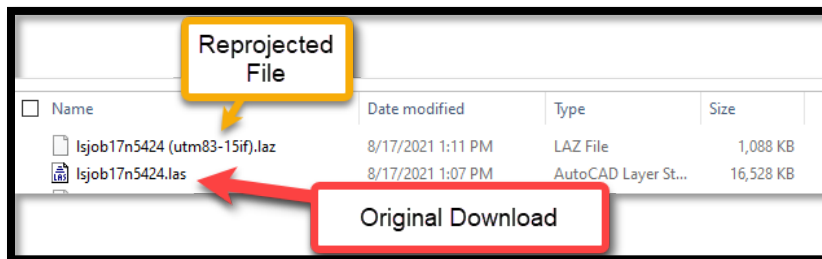 Reprojected
File
Name Date modified Type Size
lsjob17n5424 (utm83-15if).laz 8/17/2021 1:11 PM LAZ File 1,088 KB
lsjob17n5424.las 8/17/2021 1:07 PM AutoCAD Layer St... 16,528 KB
Original Download